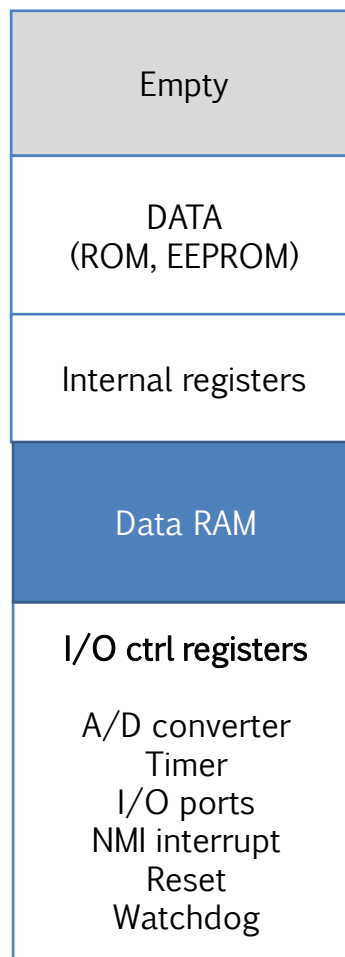 Empty
DATA
(ROM, EEPROM)
Internal registers
Data RAM
I/O ctrl registers
A/D converter
Timer
I/O ports
NMI interrupt
Reset
Watchdog